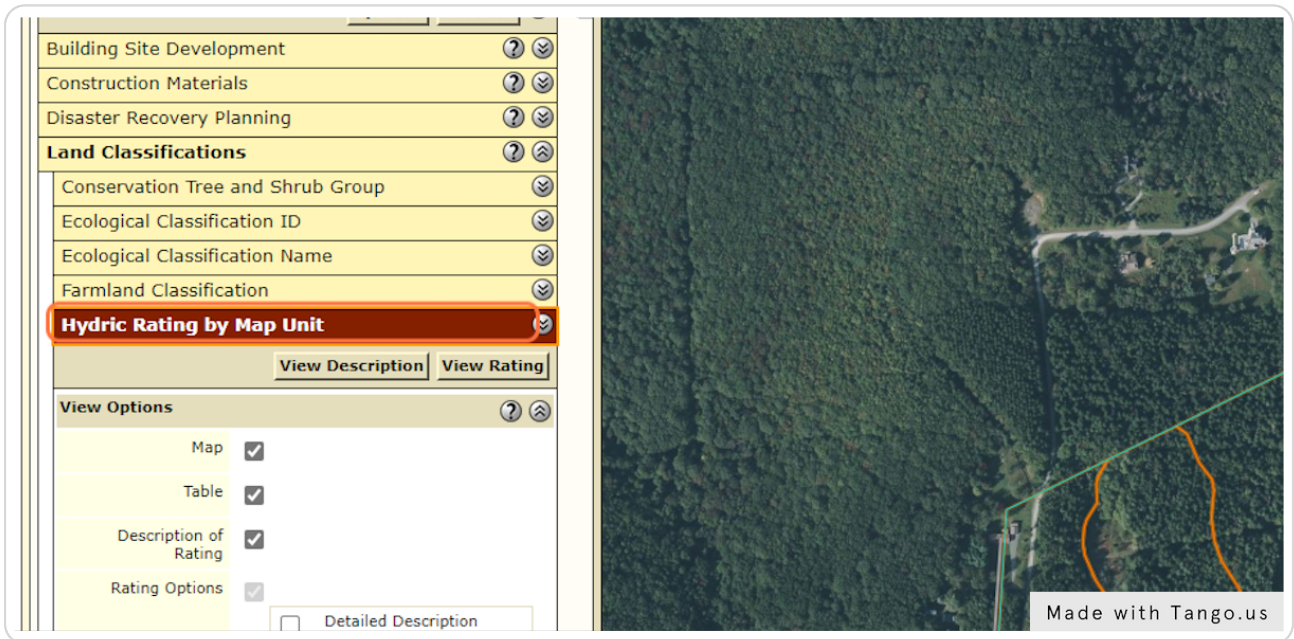 Building Site Development
Construction Materials
Disaster Recovery Planning
Land Classifications
Conservation Tree and Shrub Group
Ecological Classification ID
Ecological Classification Name
Farmland Classification
Hydric Rating by Map Unit
View Description View Rating
View Options
Map
Table
Description of
Rating
Rating Options
Detailed Description
Made with Tango.us